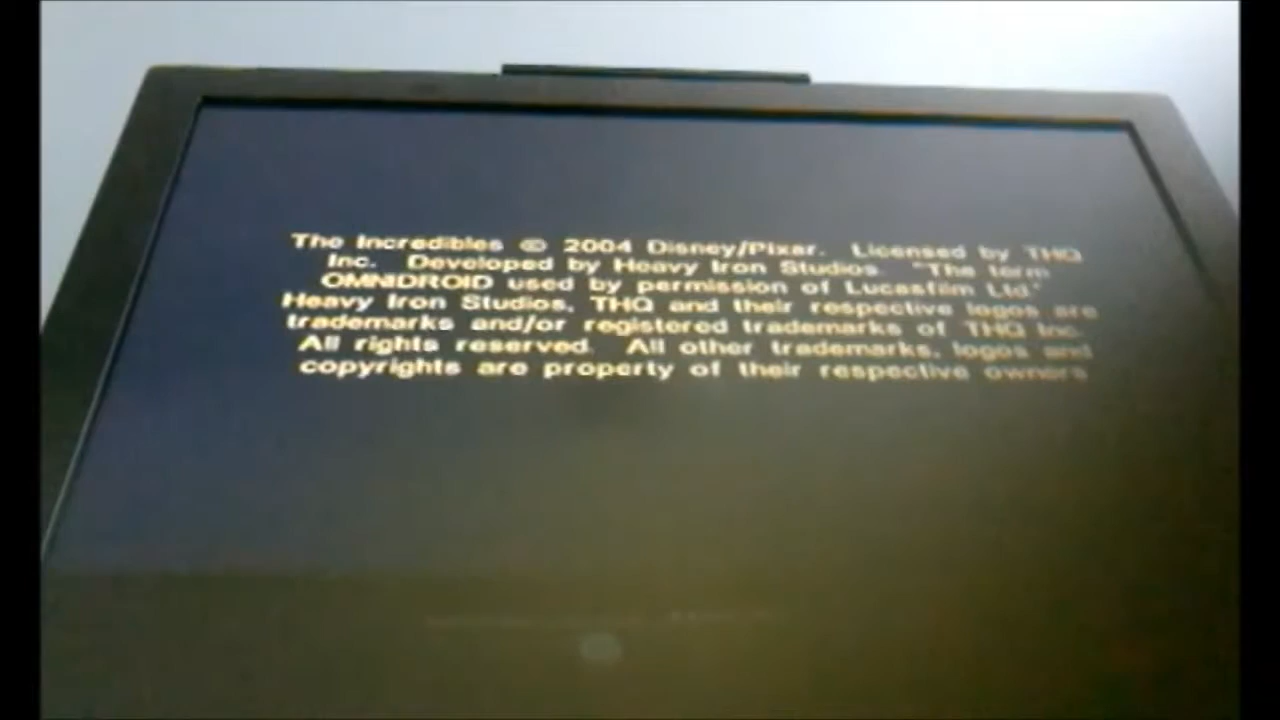 The Incredibles © 2004 Disney/Pixar. Licensed by THQ
Inc. Developed by Heavy Iron Studios. "The term
OMNIDROID used by permission of Lucasfilm Ltd."
Heavy Iron Studios, THQ and their respective logos are
trademarks and/or registered trademarks of THQ Inc.
All rights reserved. All other trademarks, logos and
copyrights are property of their respective owners